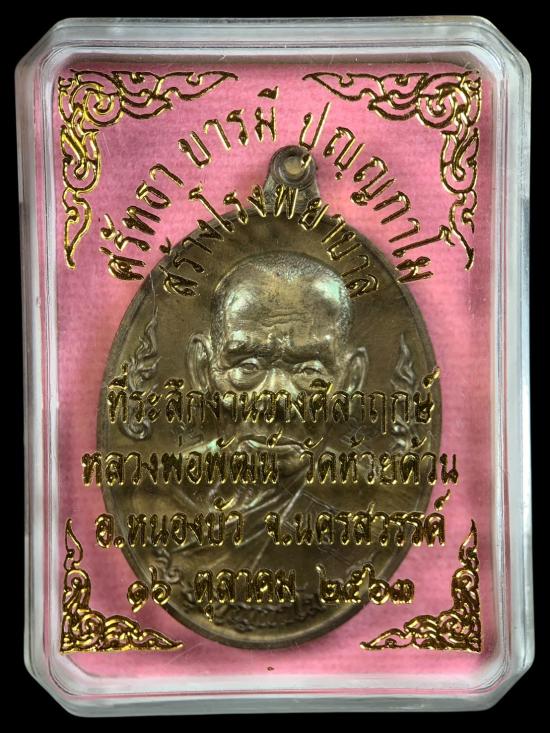 ศรัทธา บารมี ปุญฺญกาโม
สร้างโรงพยาบาล
ที่ระลึกงานวางศิลาฤกษ์
หลวงพ่อพัฒน์ วัดห้วยด้วน
อ.หนองบัว จ.นครสวรรค์
๑๖ ตุลาคม ๒๕๖๓